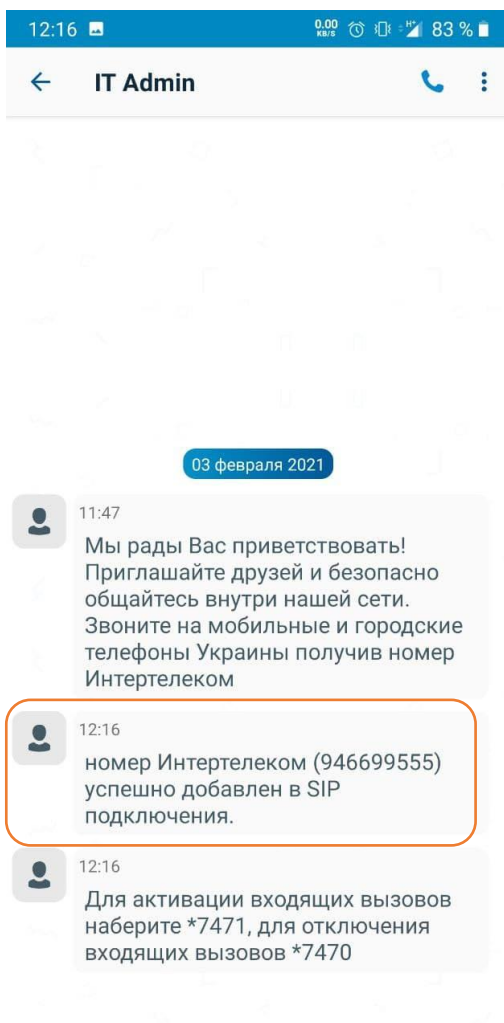 12:16 0.00 KB/S H+ 83 %
IT Admin
03 февраля 2021
11:47
Мы рады Вас приветствовать!
Приглашайте друзей и безопасно
общайтесь внутри нашей сети.
Звоните на мобильные и городские
телефоны Украины получив номер
Интертелеком
12:16
номер Интертелеком (946699555)
успешно добавлен в SIP
подключения.
12:16
Для активации входящих вызовов
наберите *7471, для отключения
входящих вызовов *7470